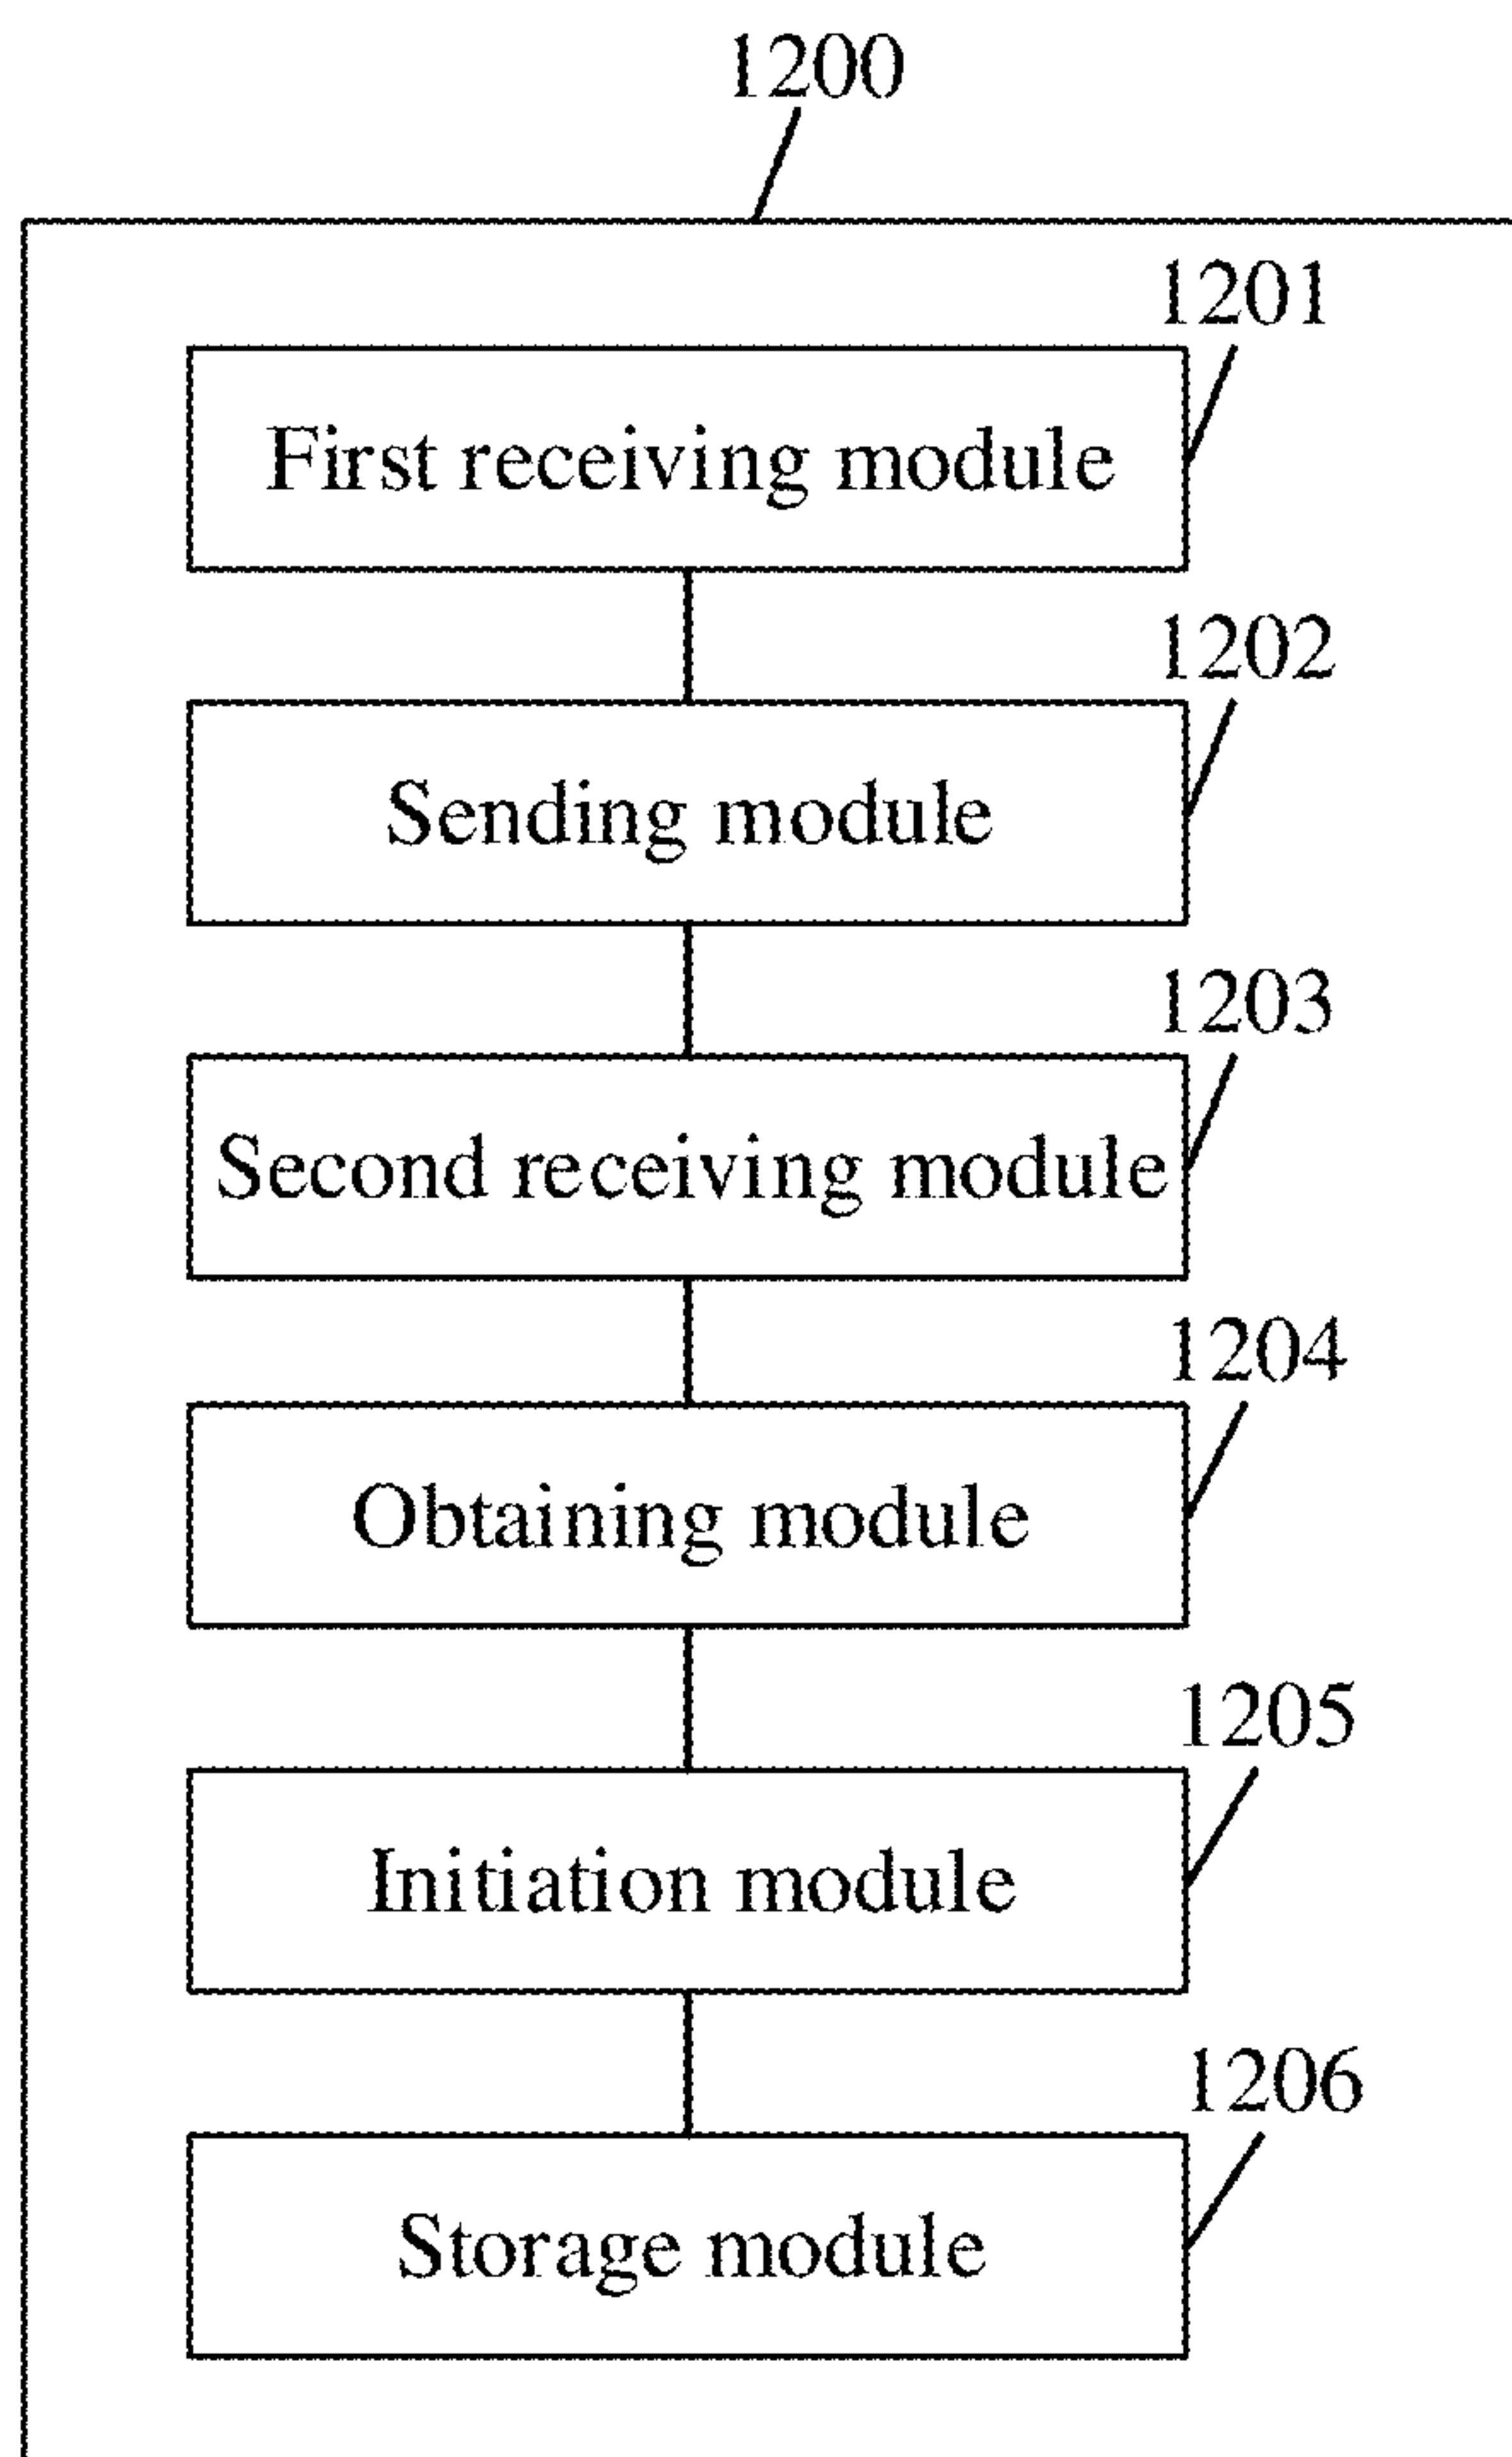 1200
1201
First receiving module
1202
Sending module
1203
Second receiving module
1204
Obtaining module
1205
Initiation module
1206
Storage module